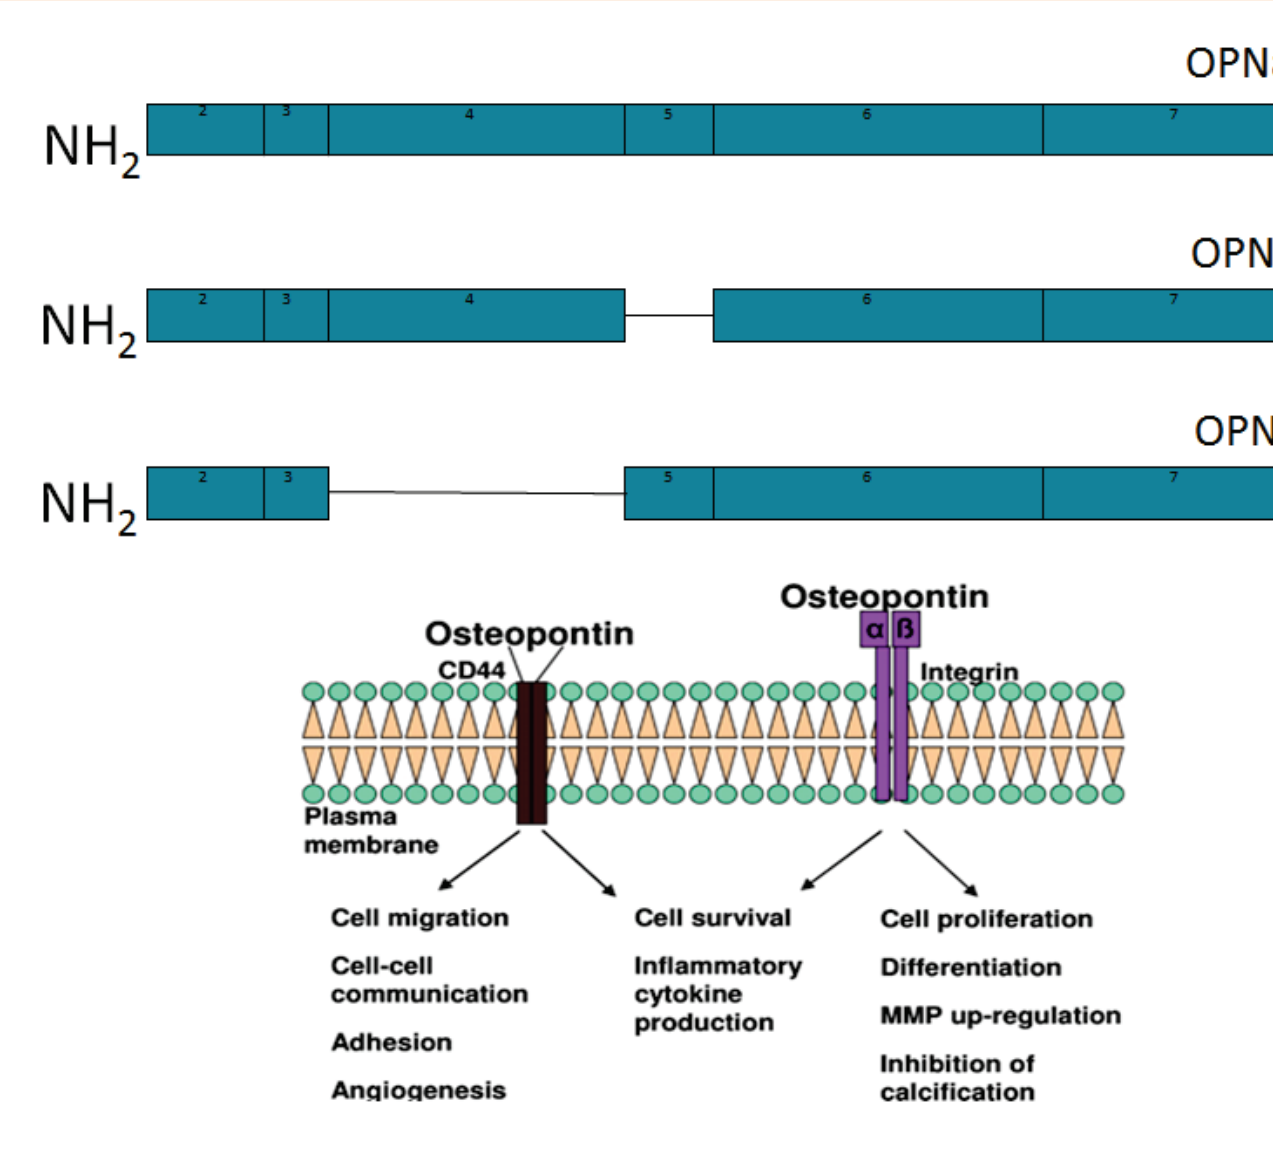 OPN
NH2
2 3 4 5 6 7
OPN
NH2
2 3 4 6 7
OPN
NH2
2 3 5 6 7
Osteopontin
Osteopontin
α ß
CD44
Integrin
Plasma
membrane
Cell migration
Cell-cell
communication
Adhesion
Angiogenesis
Cell survival
Inflammatory
cytokine
production
Cell proliferation
Differentiation
MMP up-regulation
Inhibition of
calcification